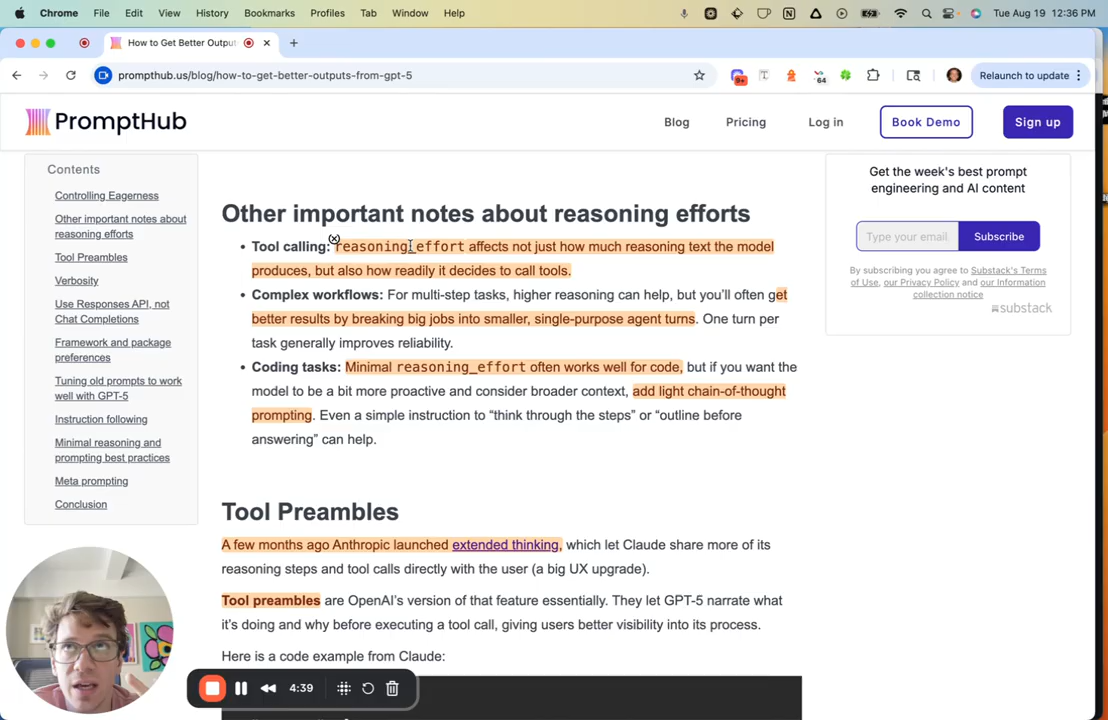 Chrome File Edit View History Bookmarks Profiles Tab Window Help Tue Aug 19 12:36 PM
How to Get Better Outpu
prompthub.us/blog/how-to-get-better-outputs-from-gpt-5
9+
64
Relaunch to update
PromptHub
Blog Pricing Log in Book Demo Sign up
Contents
Controlling Eagerness
Other important notes about
reasoning efforts
Tool Preambles
Verbosity
Use Responses API, not
Chat Completions
Framework and package
preferences
Tuning old prompts to work
well with GPT-5
Instruction following
Minimal reasoning and
prompting best practices
Meta prompting
Conclusion
Other important notes about reasoning efforts
• Tool calling: reasoning_effort affects not just how much reasoning text the model
produces, but also how readily it decides to call tools.
• Complex workflows: For multi-step tasks, higher reasoning can help, but you’ll often get
better results by breaking big jobs into smaller, single-purpose agent turns. One turn per
task generally improves reliability.
• Coding tasks: Minimal reasoning_effort often works well for code, but if you want the
model to be a bit more proactive and consider broader context, add light chain-of-thought
prompting. Even a simple instruction to “think through the steps” or “outline before
answering” can help.
Tool Preambles
A few months ago Anthropic launched extended thinking, which let Claude share more of its
reasoning steps and tool calls directly with the user (a big UX upgrade).
Tool preambles are OpenAI’s version of that feature essentially. They let GPT-5 narrate what
it’s doing and why before executing a tool call, giving users better visibility into its process.
Here is a code example from Claude:
Get the week's best prompt
engineering and AI content
Type your email Subscribe
By subscribing you agree to Substack's Terms
of Use, our Privacy Policy and our Information
collection notice
substack
4:39